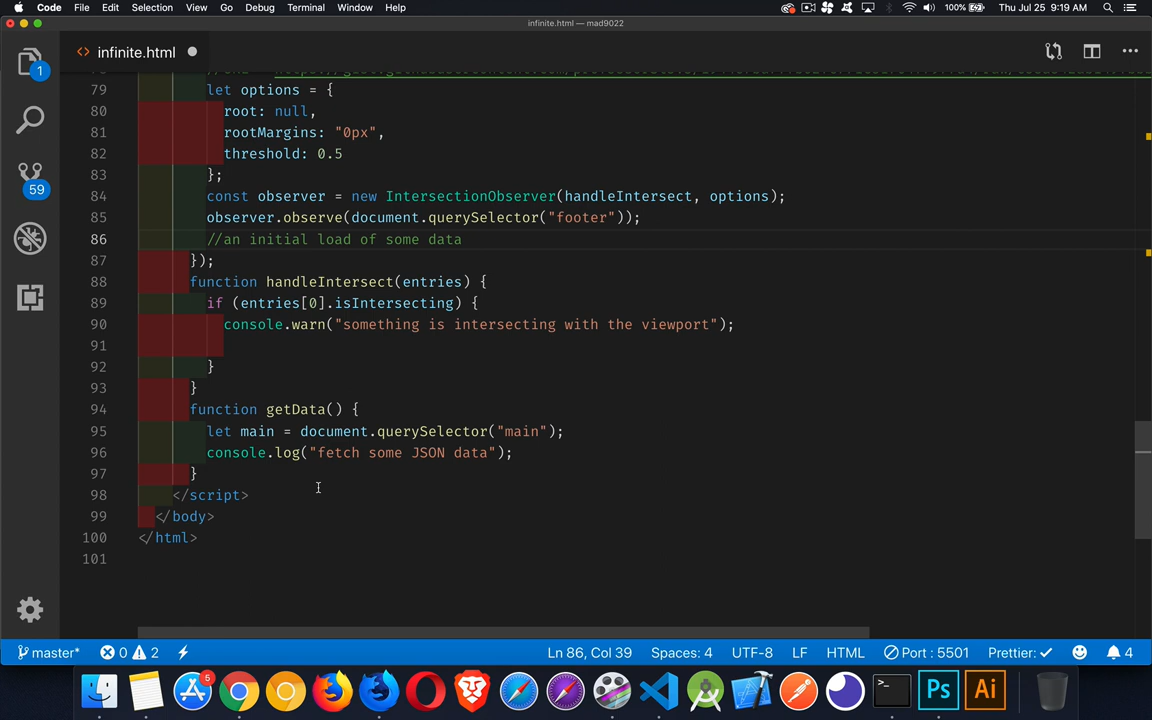 Code File Edit Selection View Go Debug Terminal Window Help 100% Thu Jul 25 9:19 AM
infinite.html — mad9022
<> infinite.html
1
79 let options = {
80 root: null,
81 rootMargins: "0px",
82 threshold: 0.5
83 };
84 const observer = new IntersectionObserver(handleIntersect, options);
85 observer.observe(document.querySelector("footer"));
86 //an initial load of some data
87 });
88 function handleIntersect(entries) {
89 if (entries[0].isIntersecting) {
90 console.warn("something is intersecting with the viewport");
91
92 }
93 }
94 function getData() {
95 let main = document.querySelector("main");
96 console.log("fetch some JSON data");
97 }
98 </script>
99 </body>
100 </html>
101
59
master* 0 2 Ln 86, Col 39 Spaces: 4 UTF-8 LF HTML Port : 5501 Prettier: 4
5
>_ Ps Ai